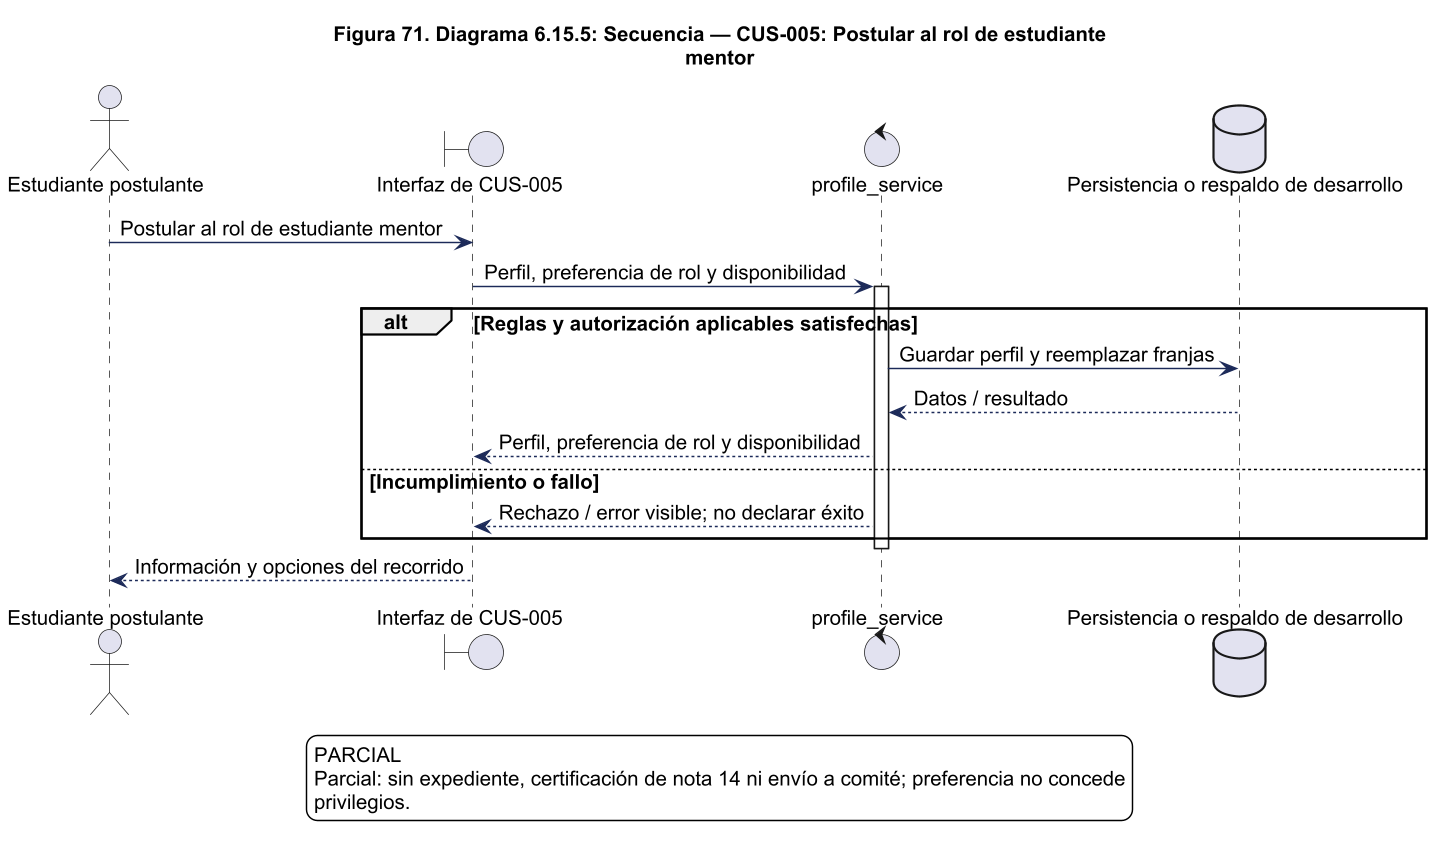 Figura 71. Diagrama 6.15.5: Secuencia — CUS-005: Postular al rol de estudiante
mentor
Estudiante postulante
Interfaz de CUS-005
profile_service
Persistencia o respaldo de desarrollo
Postular al rol de estudiante mentor
Perfil, preferencia de rol y disponibilidad
alt
[Reglas y autorización aplicables satisfechas]
Guardar perfil y reemplazar franjas
Datos / resultado
Perfil, preferencia de rol y disponibilidad
[Incumplimiento o fallo]
Rechazo / error visible; no declarar éxito
Información y opciones del recorrido
Estudiante postulante
Interfaz de CUS-005
profile_service
Persistencia o respaldo de desarrollo
PARCIAL
Parcial: sin expediente, certificación de nota 14 ni envío a comité; preferencia no concede
privilegios.